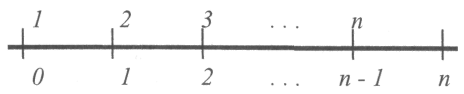 1 2 3 . . . n
0 1 2 . . . n - 1 n